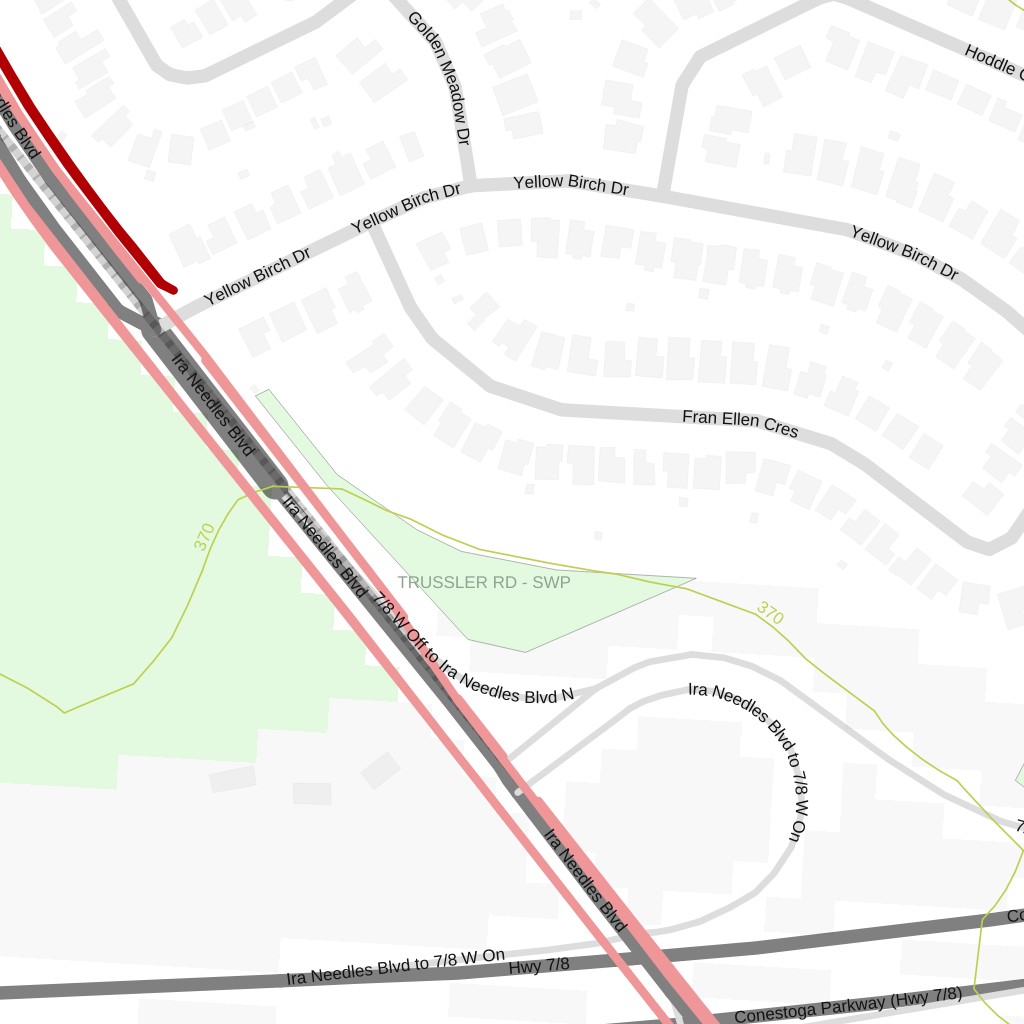 Golden Meadow Dr
Hoddle
Needles Blvd
Yellow Birch Dr
Yellow Birch Dr
Yellow Birch Dr
Yellow Birch Dr
Ira Needles Blvd
Fran Ellen Cres
370
Ira Needles Blvd
TRUSSLER RD - SWP
370
7/8 W Off to Ira Needles Blvd N
Ira Needles Blvd to 7/8 W On
Ira Needles Blvd
Ira Needles Blvd to 7/8 W On
Hwy 7/8
Conestoga Parkway (Hwy 7/8)